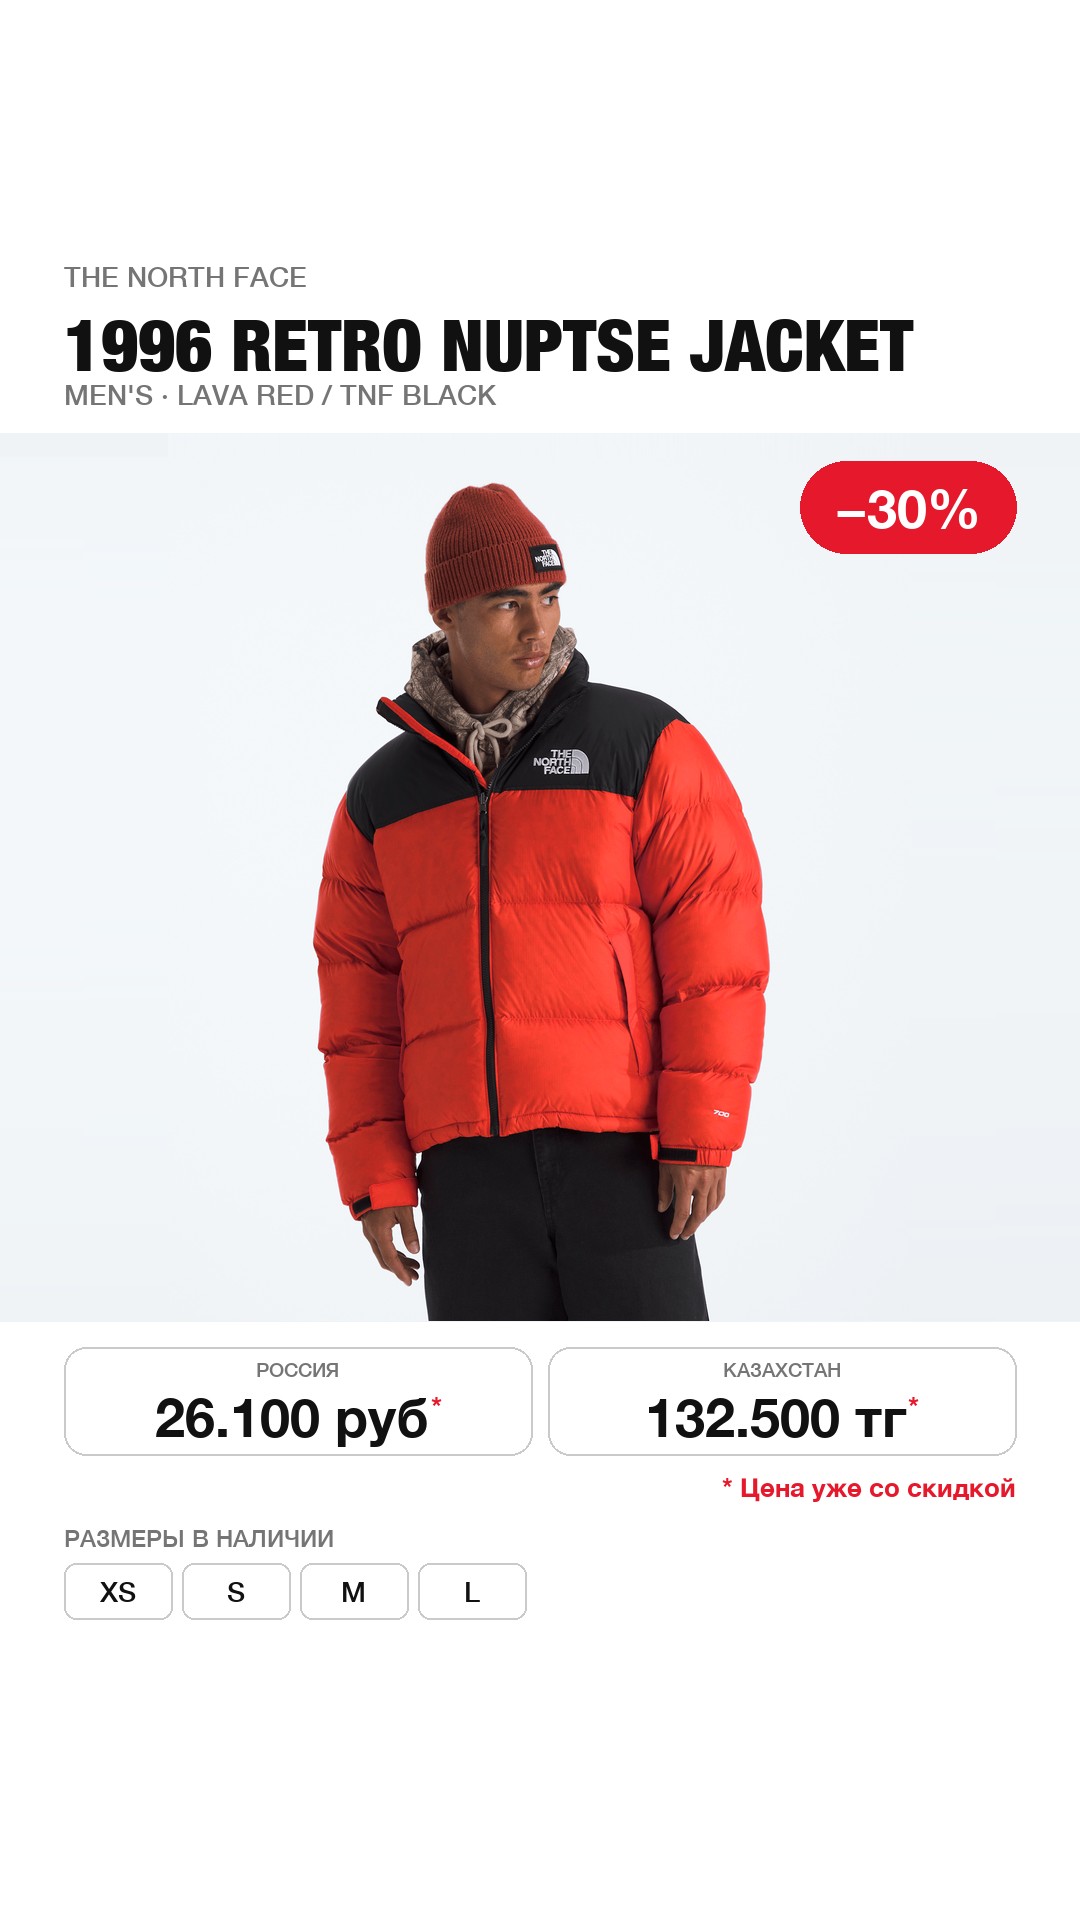 THE NORTH FACE
1996 RETRO NUPTSE JACKET
MEN'S · LAVA RED / TNF BLACK
–30%
THE
NORTH
FACE
THE
NORTH
FACE
700
РОССИЯ
КАЗАХСТАН
26.100 руб*
132.500 тг*
* Цена уже со скидкой
РАЗМЕРЫ В НАЛИЧИИ
XS
S
M
L